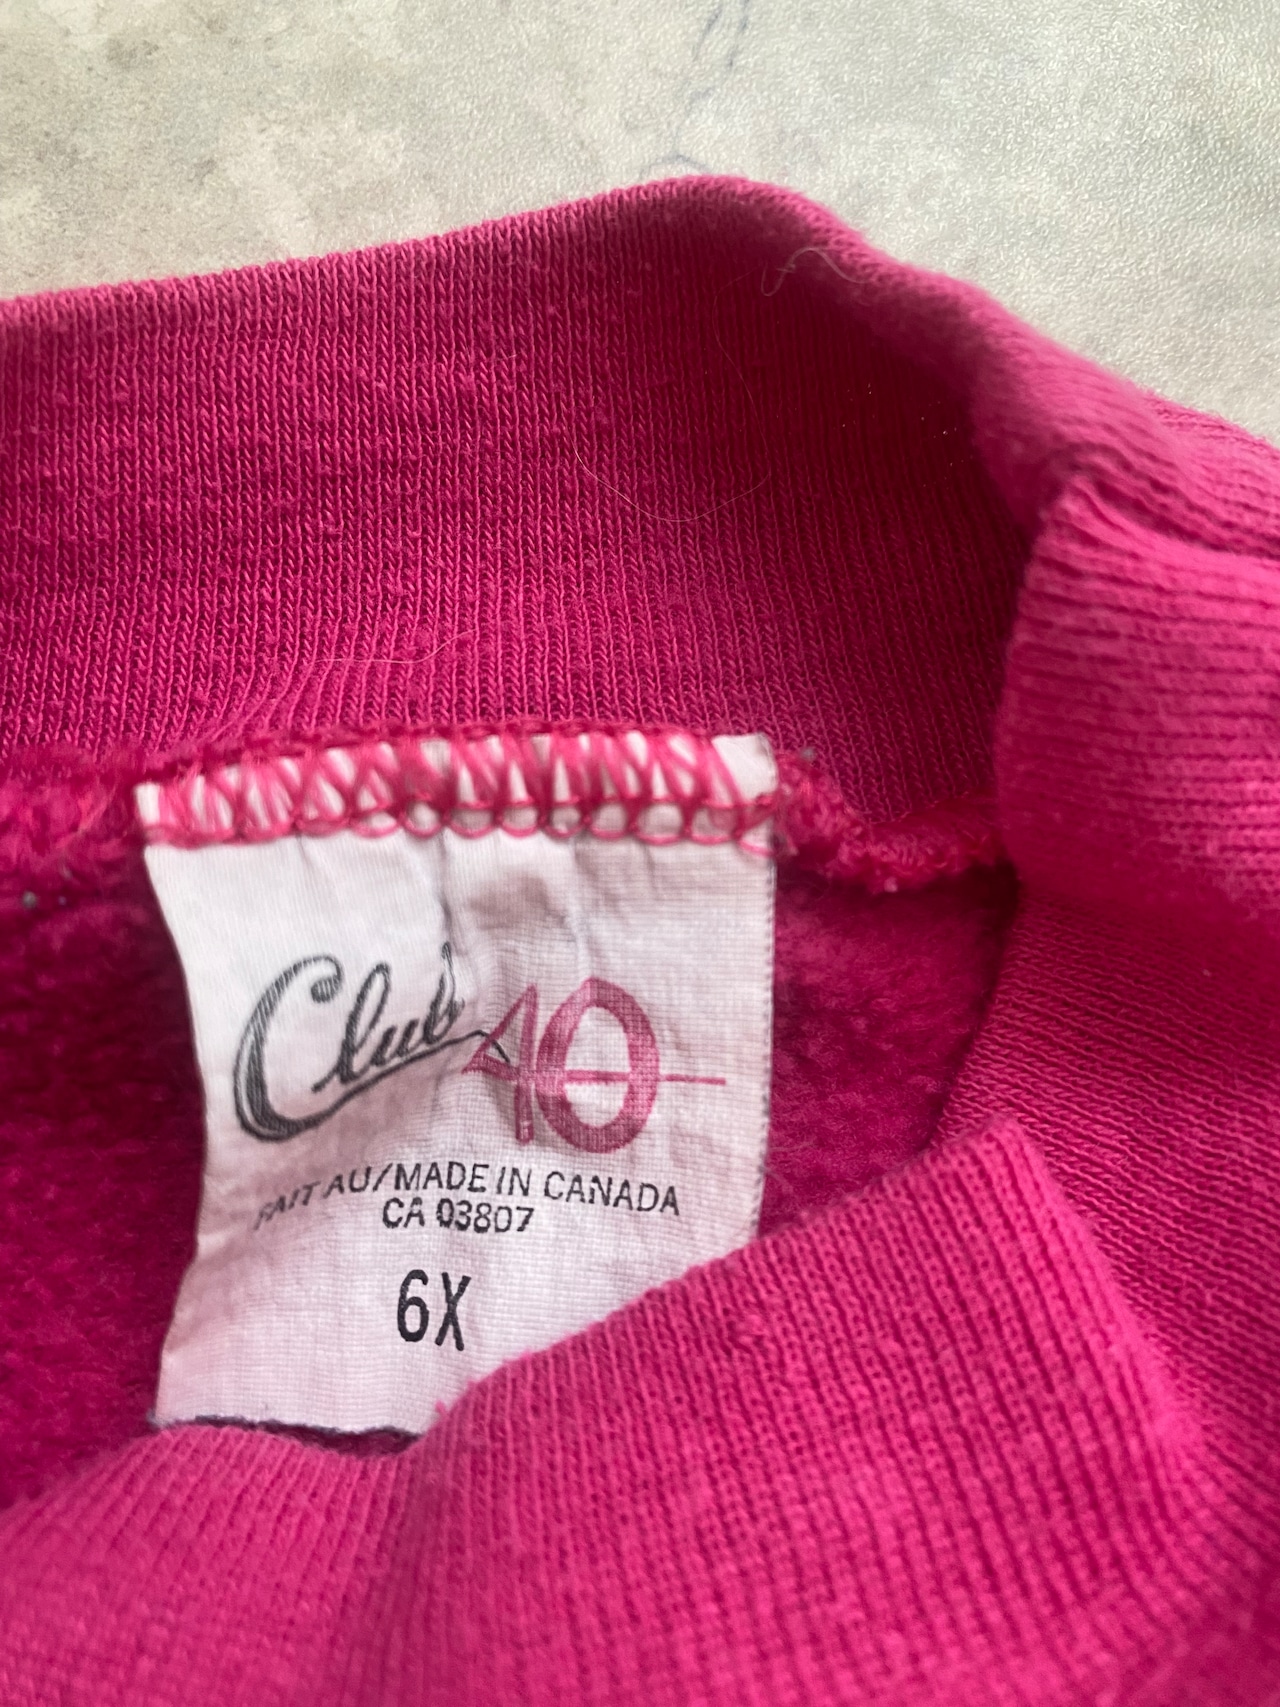 Club 40
FAIT AU/MADE IN CANADA
CA 03807
6X